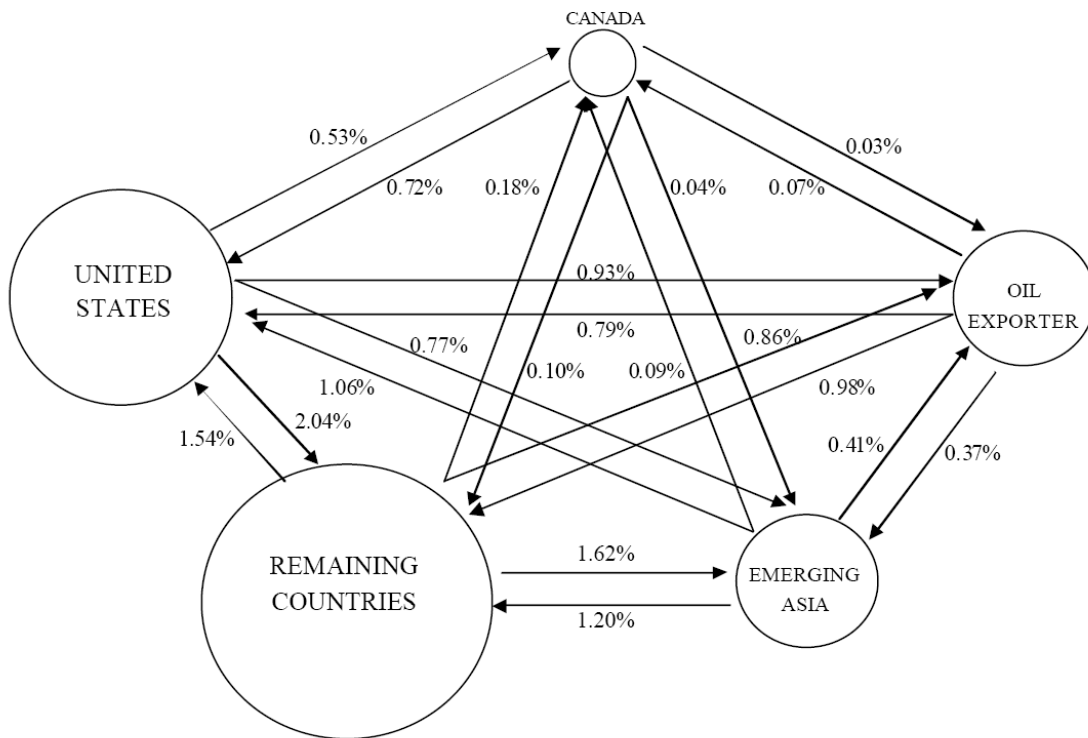 CANADA
0.53%
0.03%
0.72%
0.18%
0.04%
0.07%
UNITED
STATES
0.93%
OIL
EXPORTER
0.77%
0.79%
0.86%
1.06%
0.10%
0.09%
0.98%
2.04%
1.54%
0.41%
0.37%
REMAINING
COUNTRIES
1.62%
EMERGING
ASIA
1.20%